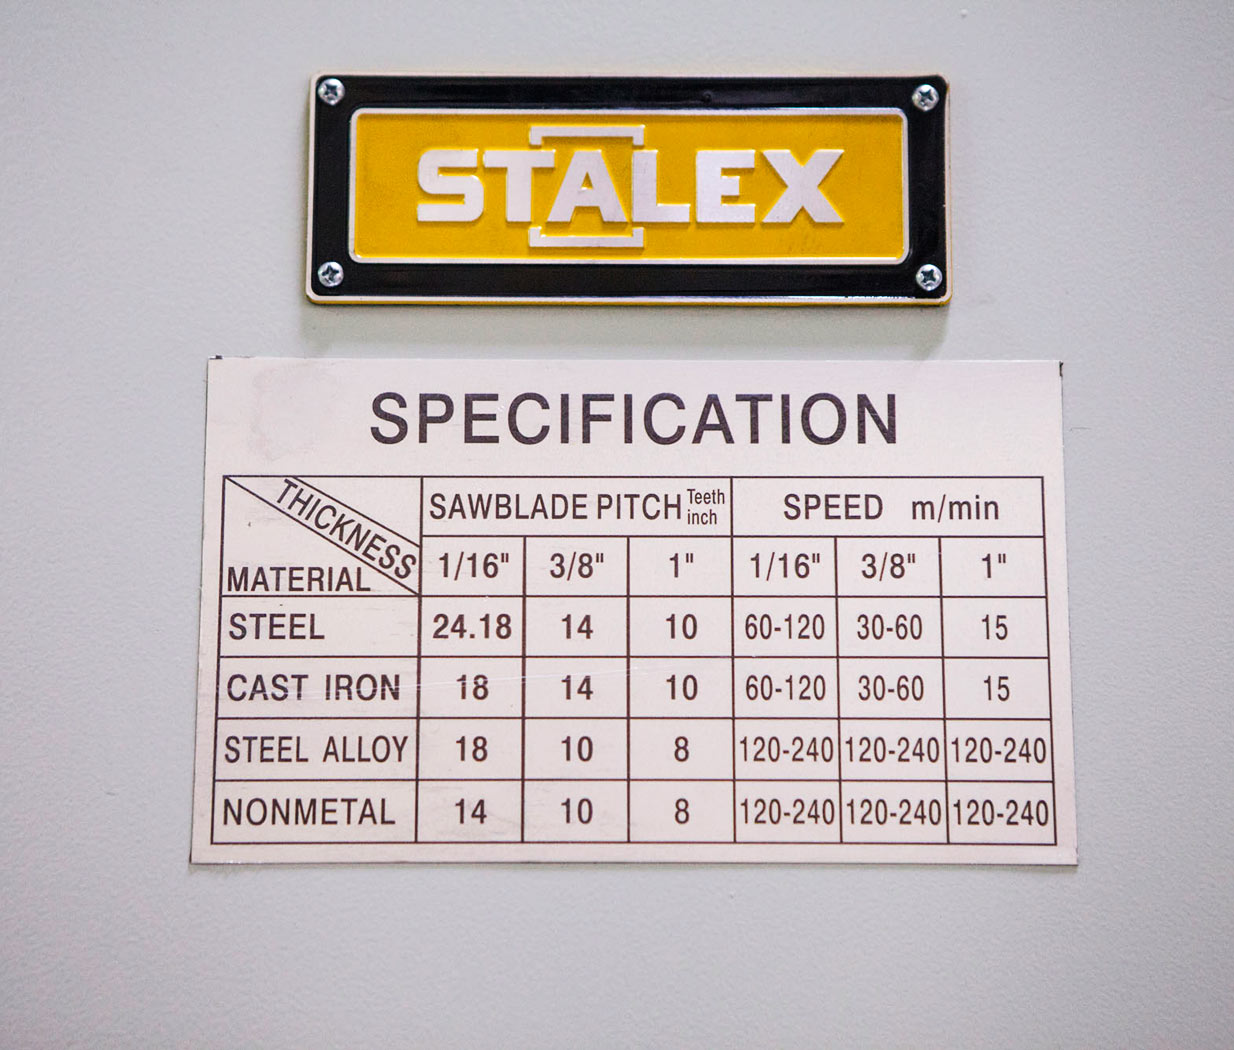 STALEX
SPECIFICATION
THICKNESS
MATERIAL
SAWBLADE PITCH Teeth inch
SPEED m/min
1/16" 3/8" 1" 1/16" 3/8" 1"
STEEL 24.18 14 10 60-120 30-60 15
CAST IRON 18 14 10 60-120 30-60 15
STEEL ALLOY 18 10 8 120-240 120-240 120-240
NONMETAL 14 10 8 120-240 120-240 120-240